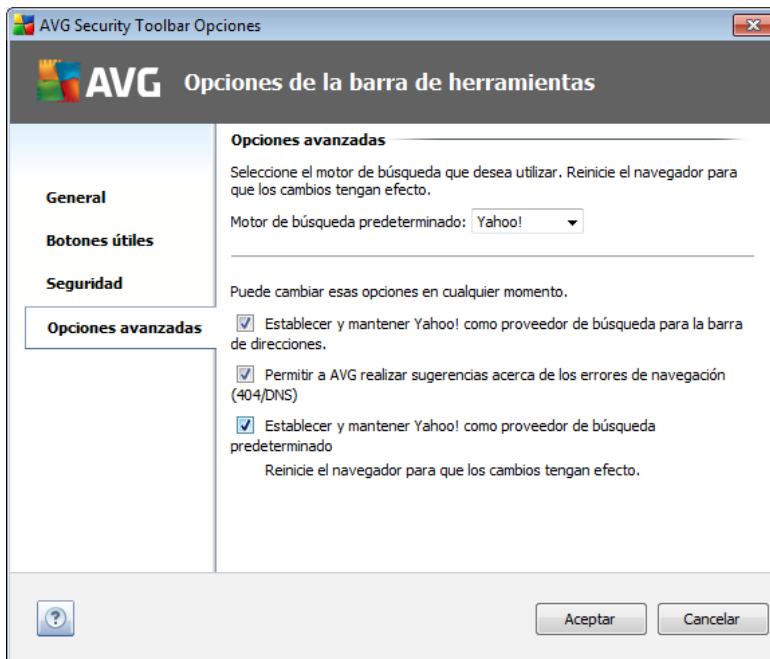 AVG Security Toolbar Opciones
AVG Opciones de la barra de herramientas
General
Botones útiles
Seguridad
Opciones avanzadas
Opciones avanzadas
Seleccione el motor de búsqueda que desea utilizar. Reinicie el navegador para
que los cambios tengan efecto.
Motor de búsqueda predeterminado: Yahoo!
Puede cambiar esas opciones en cualquier momento.
Establecer y mantener Yahoo! como proveedor de búsqueda para la barra
de direcciones.
Permitir a AVG realizar sugerencias acerca de los errores de navegación
(404/DNS)
Establecer y mantener Yahoo! como proveedor de búsqueda
predeterminado
Reinicie el navegador para que los cambios tengan efecto.
?
Aceptar
Cancelar